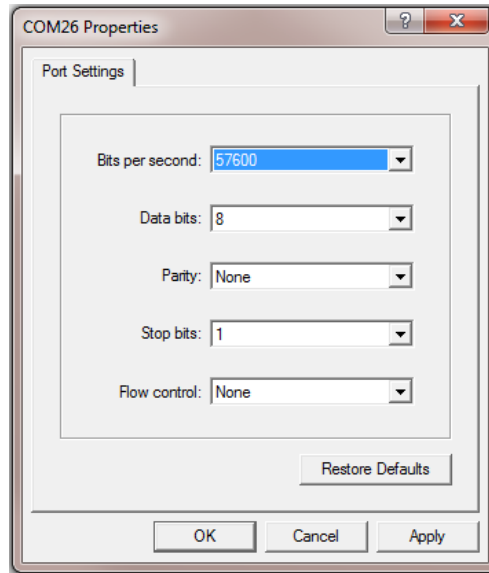 COM26 Properties
Port Settings
Bits per second: 57600
Data bits: 8
Parity: None
Stop bits: 1
Flow control: None
Restore Defaults
OK Cancel Apply